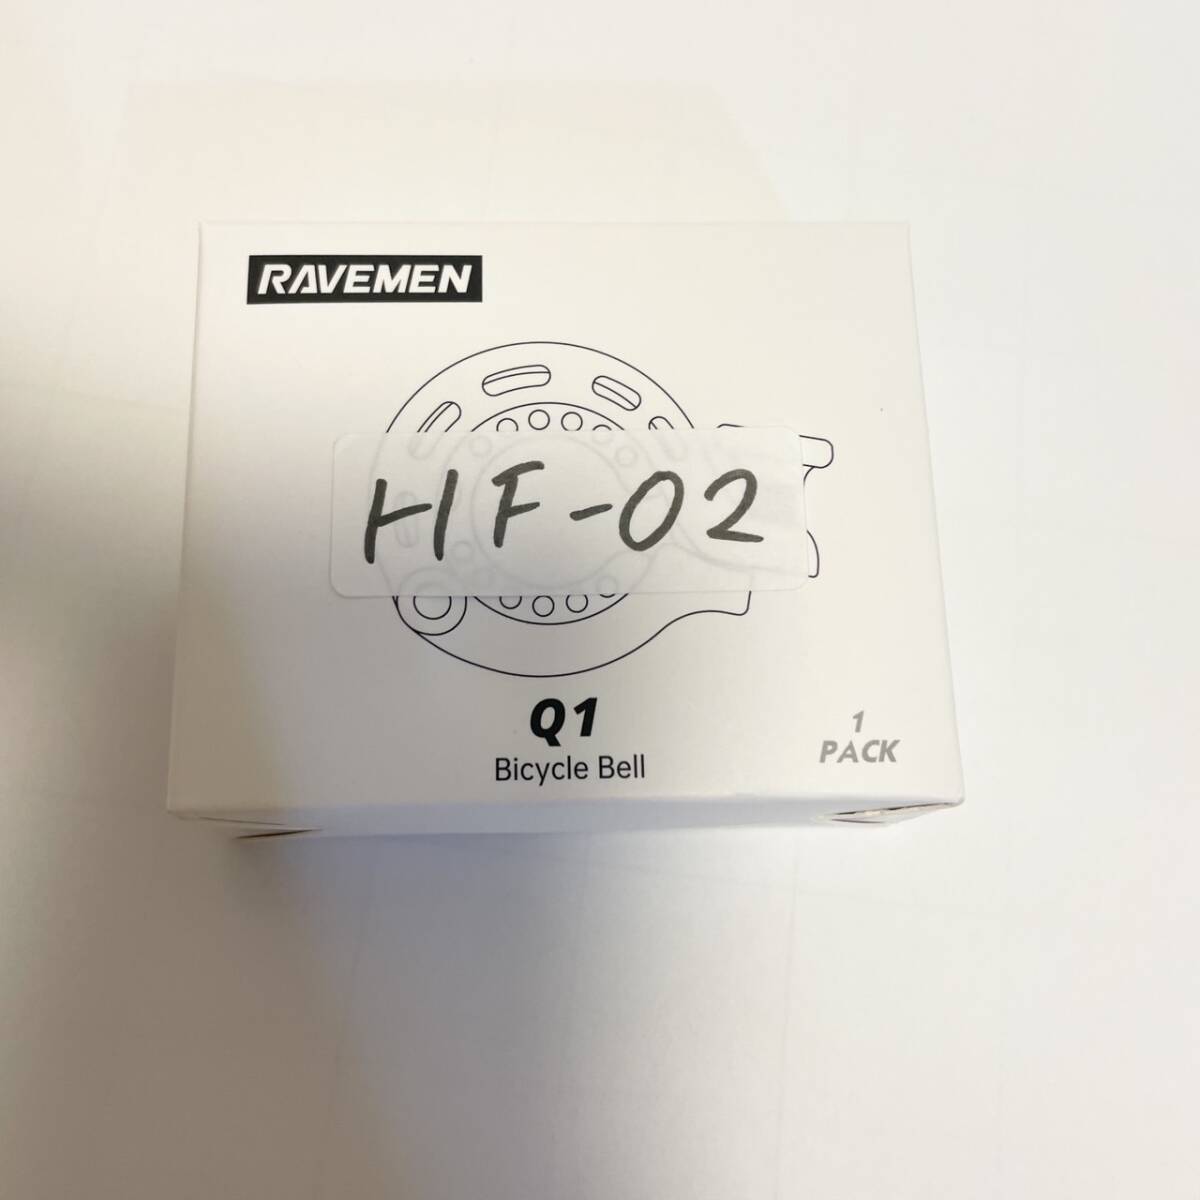 RAVEMEN
HF-02
Q1
Bicycle Bell
1
PACK